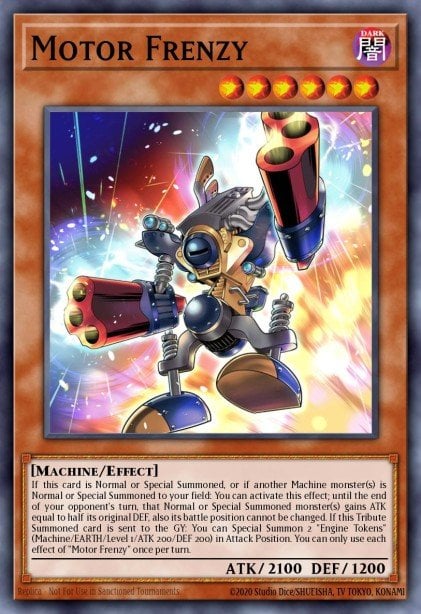 MOTOR FRENZY
DARK
闇
[MACHINE/EFFECT]
If this card is Normal or Special Summoned, or if another Machine monster(s) is
Normal or Special Summoned to your field: You can activate this effect; until the end
of your opponent's turn, that Normal or Special Summoned monster(s) gains ATK
equal to half its original DEF, also its battle position cannot be changed. If this Tribute
Summoned card is sent to the GY: You can Special Summon 2 "Engine Tokens"
(Machine/EARTH/Level 1/ATK 200/DEF 200) in Attack Position. You can only use each
effect of "Motor Frenzy" once per turn.
ATK/ 2100 DEF/ 1200
Replica - Not For Use in Sanctioned Tournaments
©2020 Studio Dice/SHUEISHA, TV TOKYO, KONAMI